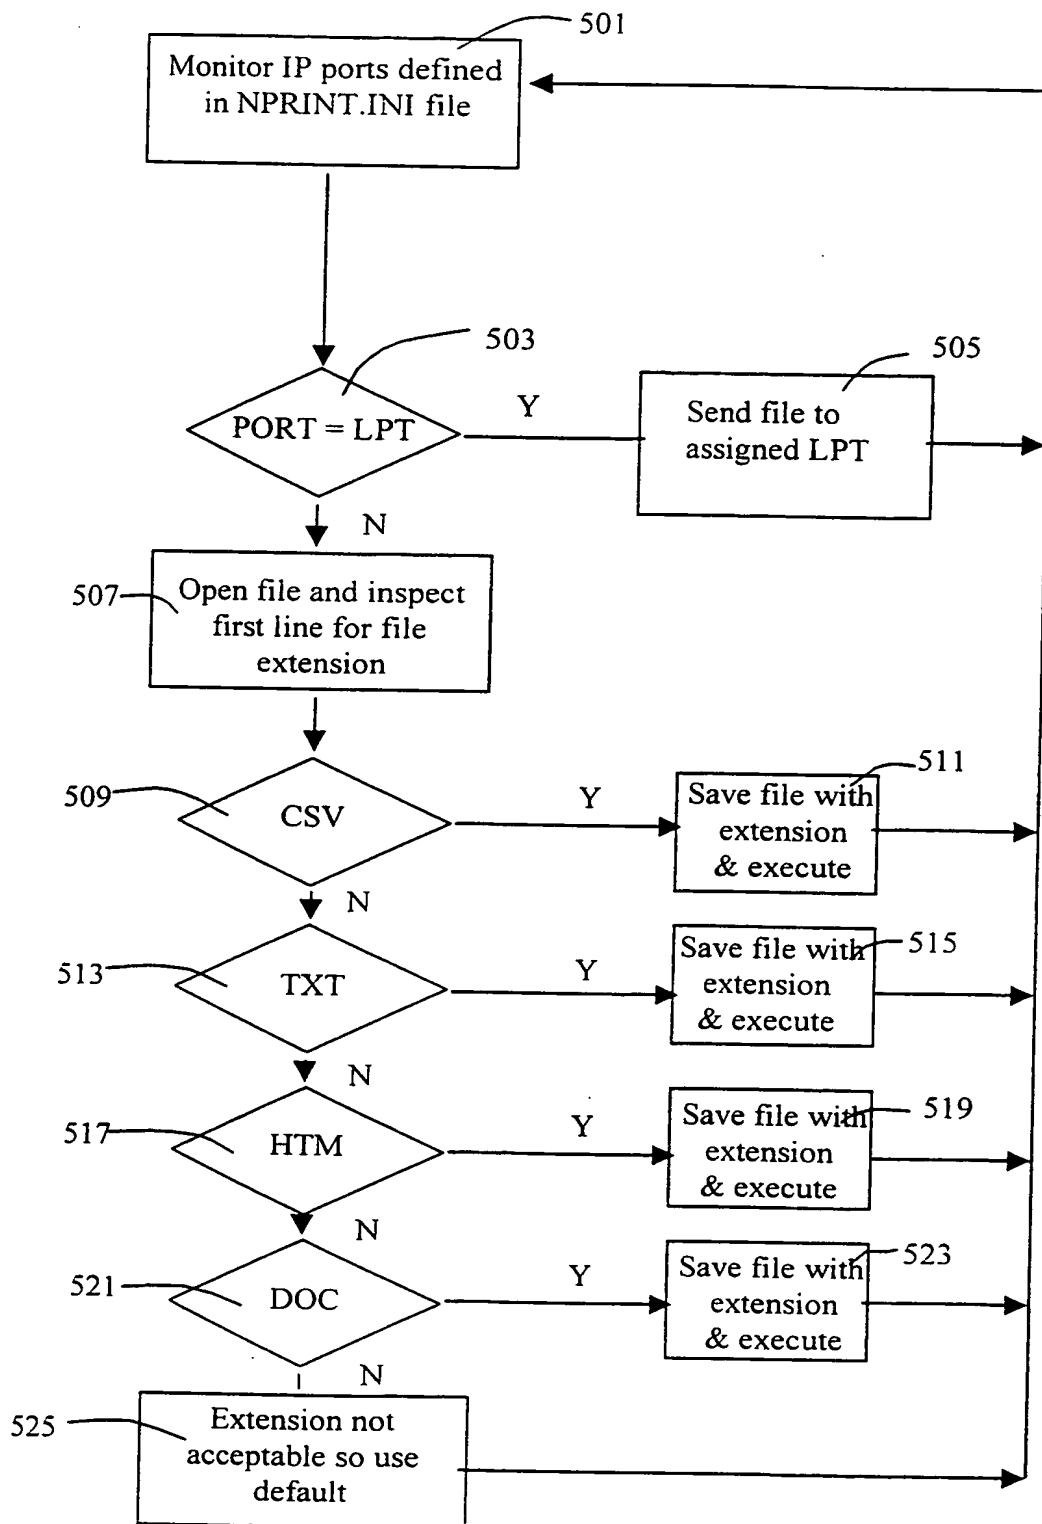 501
Monitor IP ports defined
in NPRINT.INI file
503
PORT = LPT
Y
505
Send file to
assigned LPT
N
507
Open file and inspect
first line for file
extension
509
CSV
Y
511
Save file with
extension
& execute
N
513
TXT
Y
515
Save file with
extension
& execute
N
517
HTM
Y
519
Save file with
extension
& execute
N
521
DOC
Y
523
Save file with
extension
& execute
N
525
Extension not
acceptable so use
default